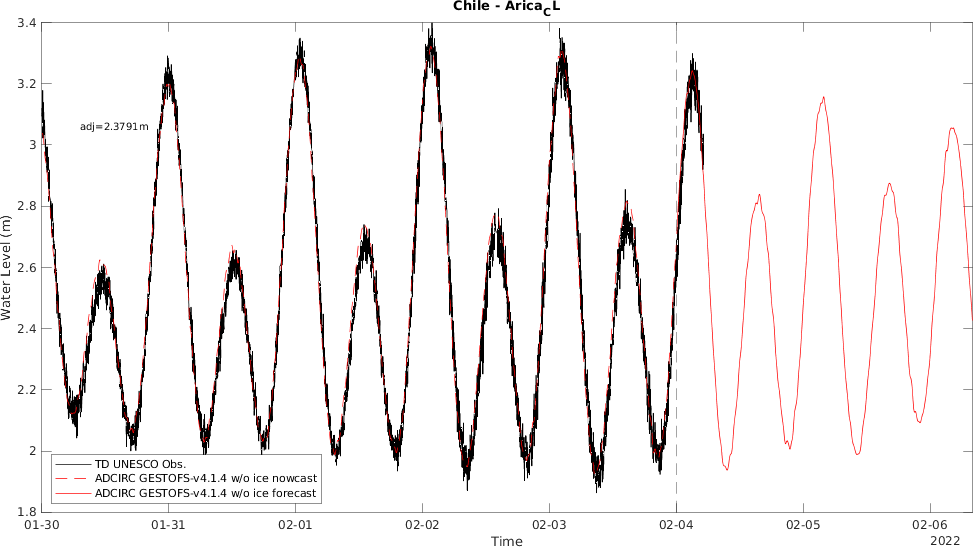 Chile - Arica_CL
3.4
3.2
3
2.8
2.6
2.4
2.2
2
1.8
Water Level (m)
adj=2.3791m
TD UNESCO Obs.
ADCIRC GESTOFS-v4.1.4 w/o ice nowcast
ADCIRC GESTOFS-v4.1.4 w/o ice forecast
01-30 01-31 02-01 02-02 02-03 02-04 02-05 02-06
Time
2022